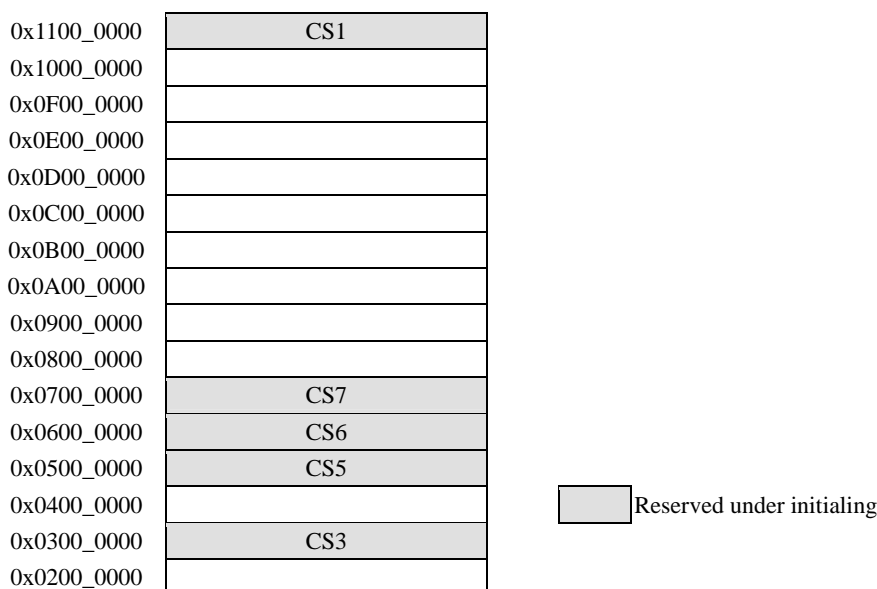 0x1100_0000 CS1
0x1000_0000
0x0F00_0000
0x0E00_0000
0x0D00_0000
0x0C00_0000
0x0B00_0000
0x0A00_0000
0x0900_0000
0x0800_0000
0x0700_0000 CS7
0x0600_0000 CS6
0x0500_0000 CS5
0x0400_0000 Reserved under initialing
0x0300_0000 CS3
0x0200_0000